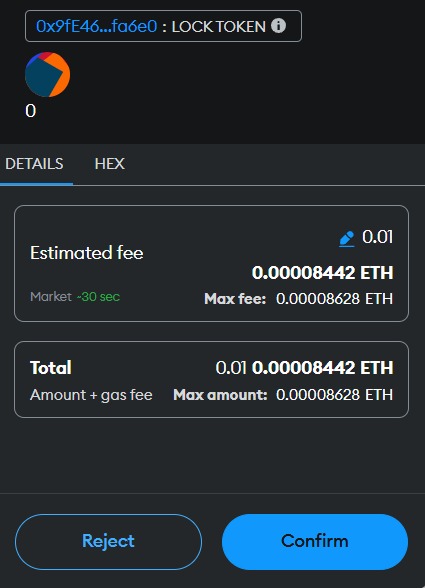 0x9fE46...fa6e0 : LOCK TOKEN
0
DETAILS HEX
0.01
Estimated fee
0.00008442 ETH
Market ~30 sec Max fee: 0.00008628 ETH
Total 0.01 0.00008442 ETH
Amount + gas fee Max amount: 0.00008628 ETH
Reject Confirm